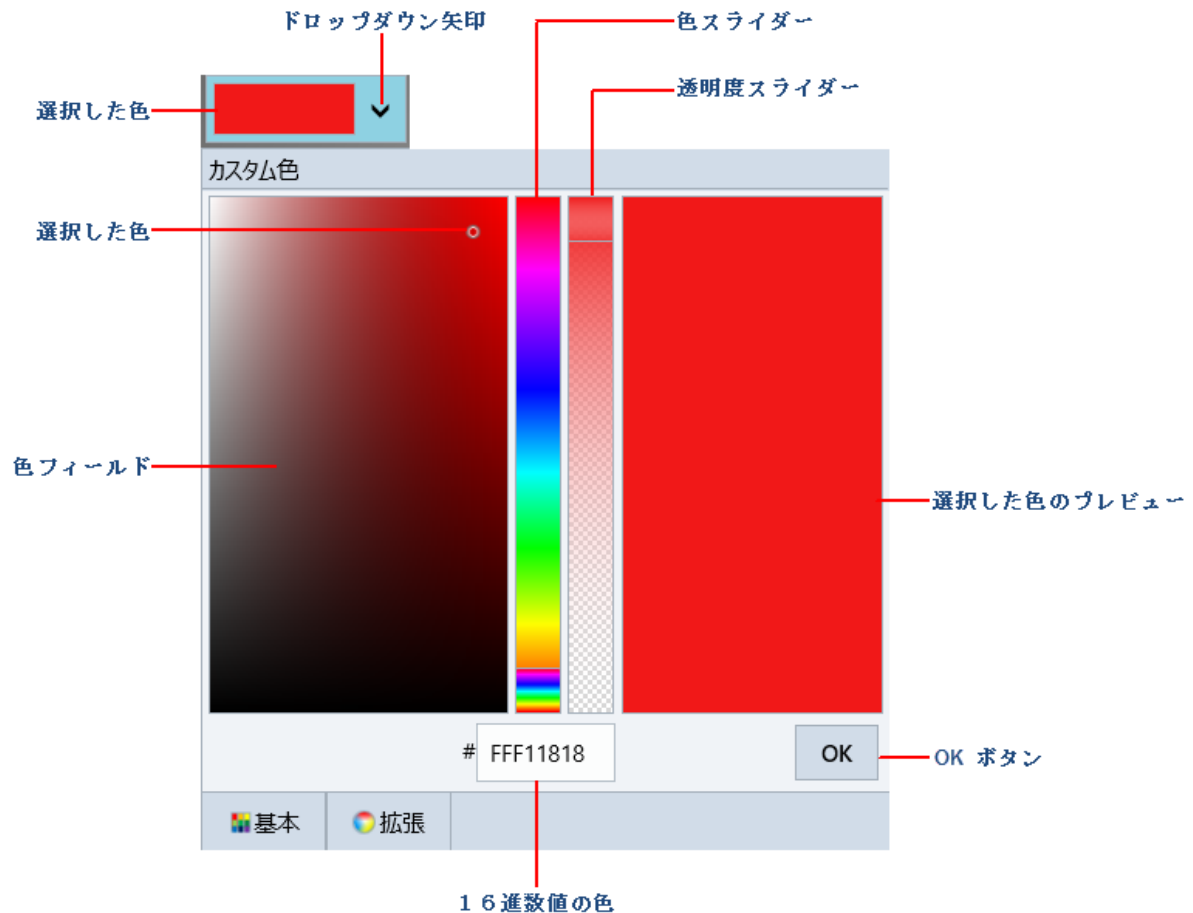 ドロップダウン矢印
色スライダー
透明度スライダー
選択した色
カスタム色
選択した色
色フィールド
選択した色のプレビュー
# FFF11818
OK
OK ボタン
基本
拡張
１６進数値の色